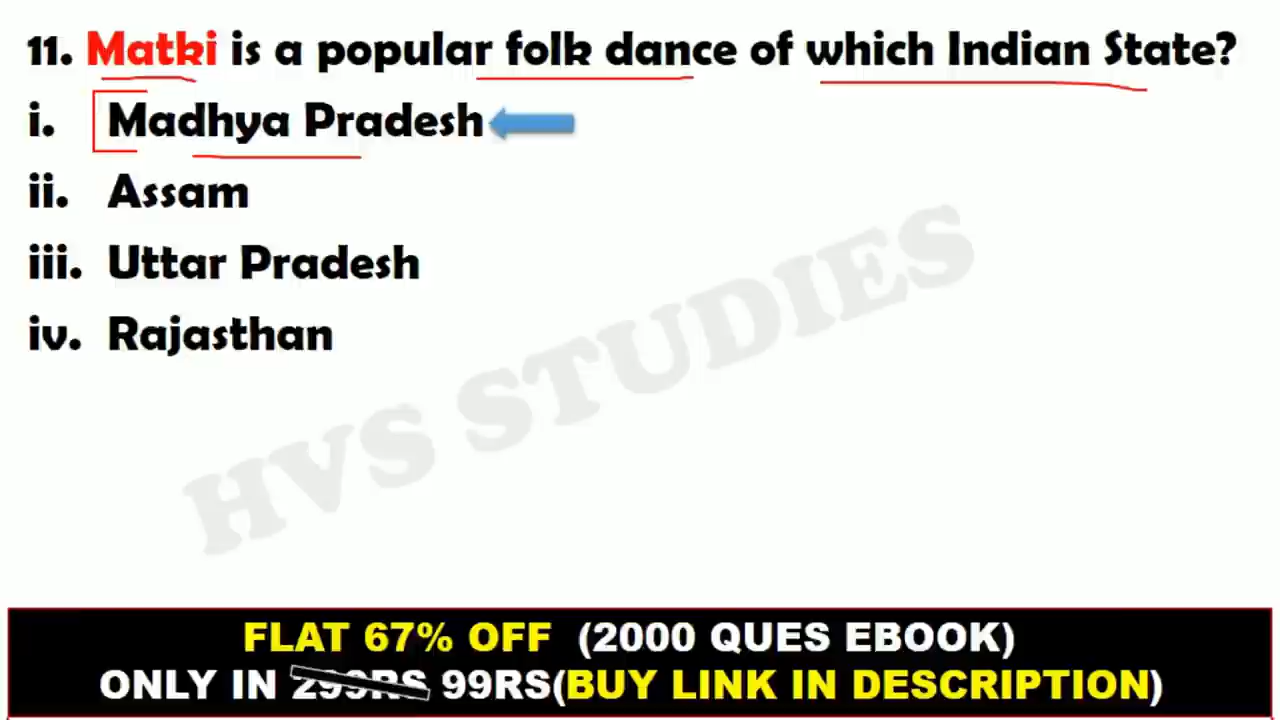 11. Matki is a popular folk dance of which Indian State?
i. Madhya Pradesh
ii. Assam
iii. Uttar Pradesh
iv. Rajasthan
HVS STUDIES
FLAT 67% OFF (2000 QUES EBOOK)
ONLY IN 299RS 99RS(BUY LINK IN DESCRIPTION)